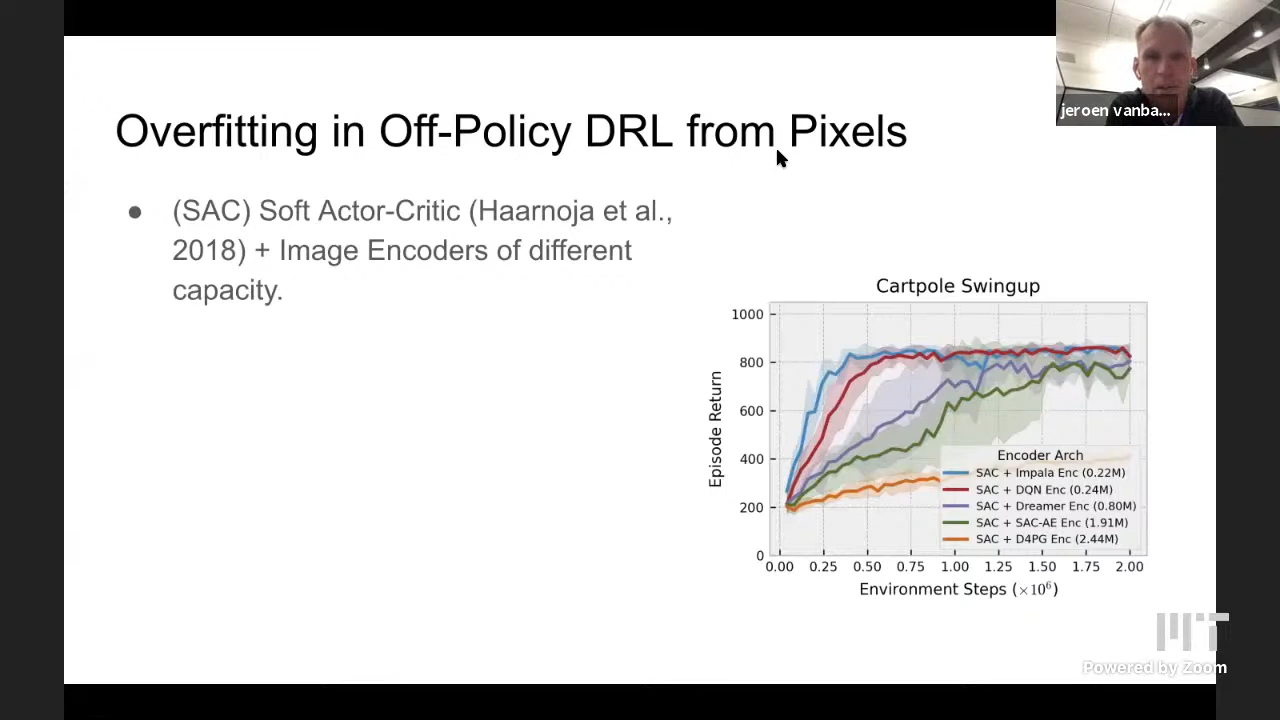 jeroen vanba...
Overfitting in Off-Policy DRL from Pixels
● (SAC) Soft Actor-Critic (Haarnoja et al.,
2018) + Image Encoders of different
capacity.
Cartpole Swingup
1000
800
600
400
200
0
Episode Return
Encoder Arch
SAC + Impala Enc (0.22M)
SAC + DQN Enc (0.24M)
SAC + Dreamer Enc (0.80M)
SAC + SAC-AE Enc (1.91M)
SAC + D4PG Enc (2.44M)
0.00 0.25 0.50 0.75 1.00 1.25 1.50 1.75 2.00
Environment Steps (×10⁶)
MIT
Powered by Zoom